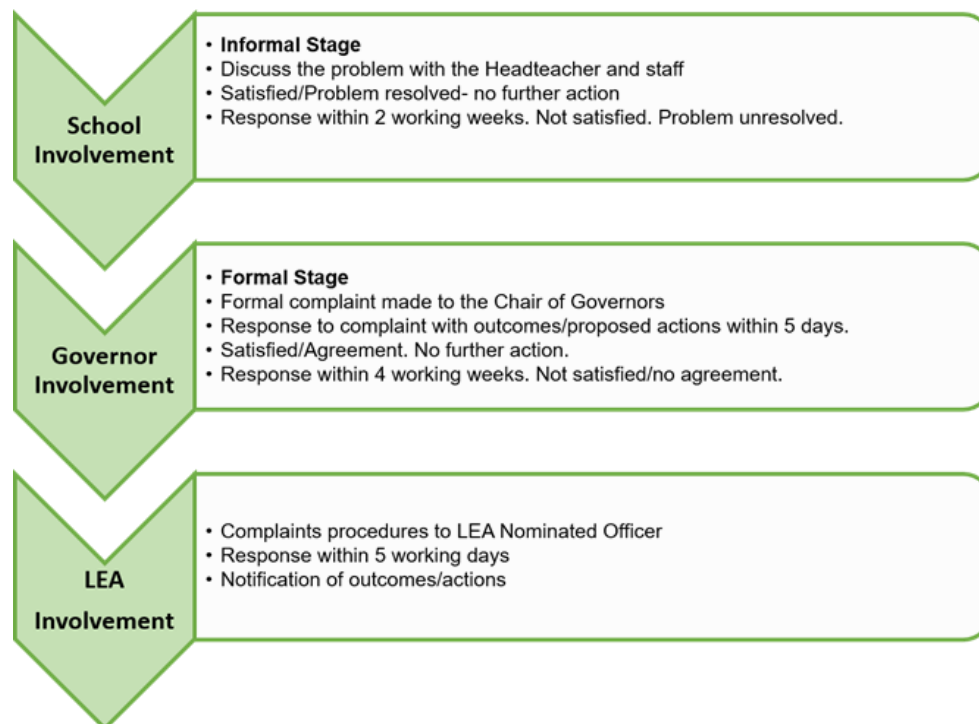 School
Involvement
• Informal Stage
• Discuss the problem with the Headteacher and staff
• Satisfied/Problem resolved- no further action
• Response within 2 working weeks. Not satisfied. Problem unresolved.
Governor
Involvement
• Formal Stage
• Formal complaint made to the Chair of Governors
• Response to complaint with outcomes/proposed actions within 5 days.
• Satisfied/Agreement. No further action.
• Response within 4 working weeks. Not satisfied/no agreement.
LEA
Involvement
• Complaints procedures to LEA Nominated Officer
• Response within 5 working days
• Notification of outcomes/actions